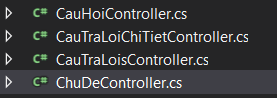 C# CauHoiController.cs
C# CauTraLoiChiTietController.cs
C# CauTraLoisController.cs
C# ChuDeController.cs